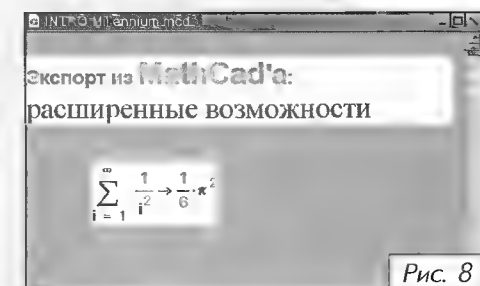 INTRO Millennium.mcd
Экспорт из MathCad'а:
расширенные возможности
∞
∑ 1/i² → 1/6·π²
i = 1
Рис. 8